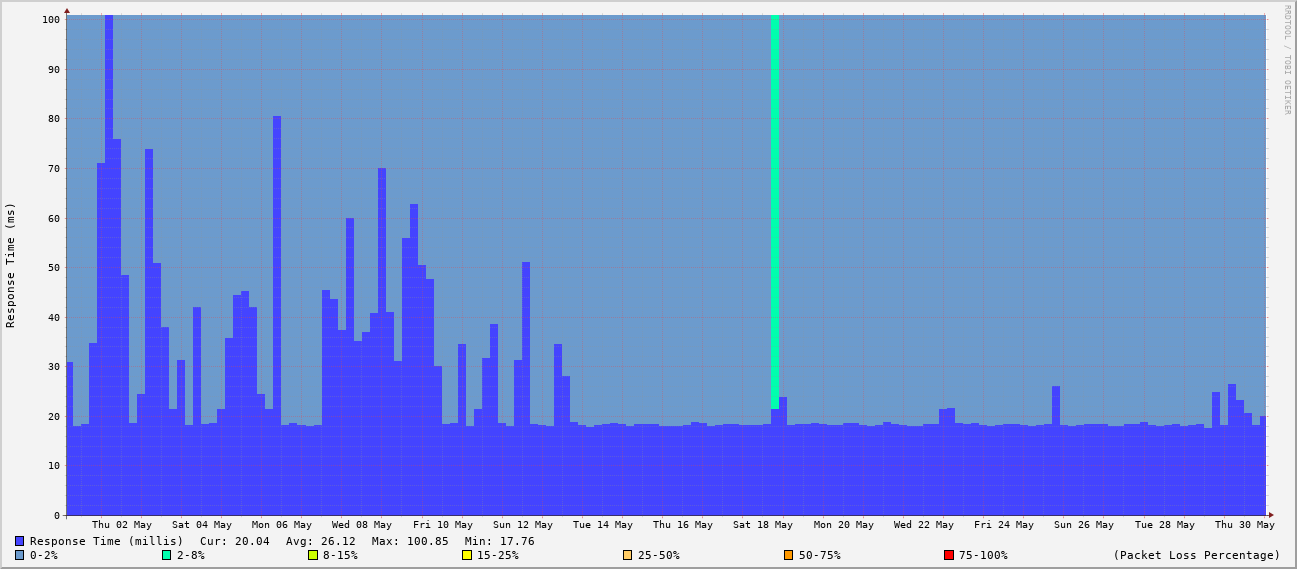 RRDTOOL / TOBI OETIKER
Response Time (ms)
100
90
80
70
60
50
40
30
20
10
0
Thu 02 May Sat 04 May Mon 06 May Wed 08 May Fri 10 May Sun 12 May Tue 14 May Thu 16 May Sat 18 May Mon 20 May Wed 22 May Fri 24 May Sun 26 May Tue 28 May Thu 30 May
Response Time (millis) Cur: 20.04 Avg: 26.12 Max: 100.85 Min: 17.76
0-2% 2-8% 8-15% 15-25% 25-50% 50-75% 75-100% (Packet Loss Percentage)